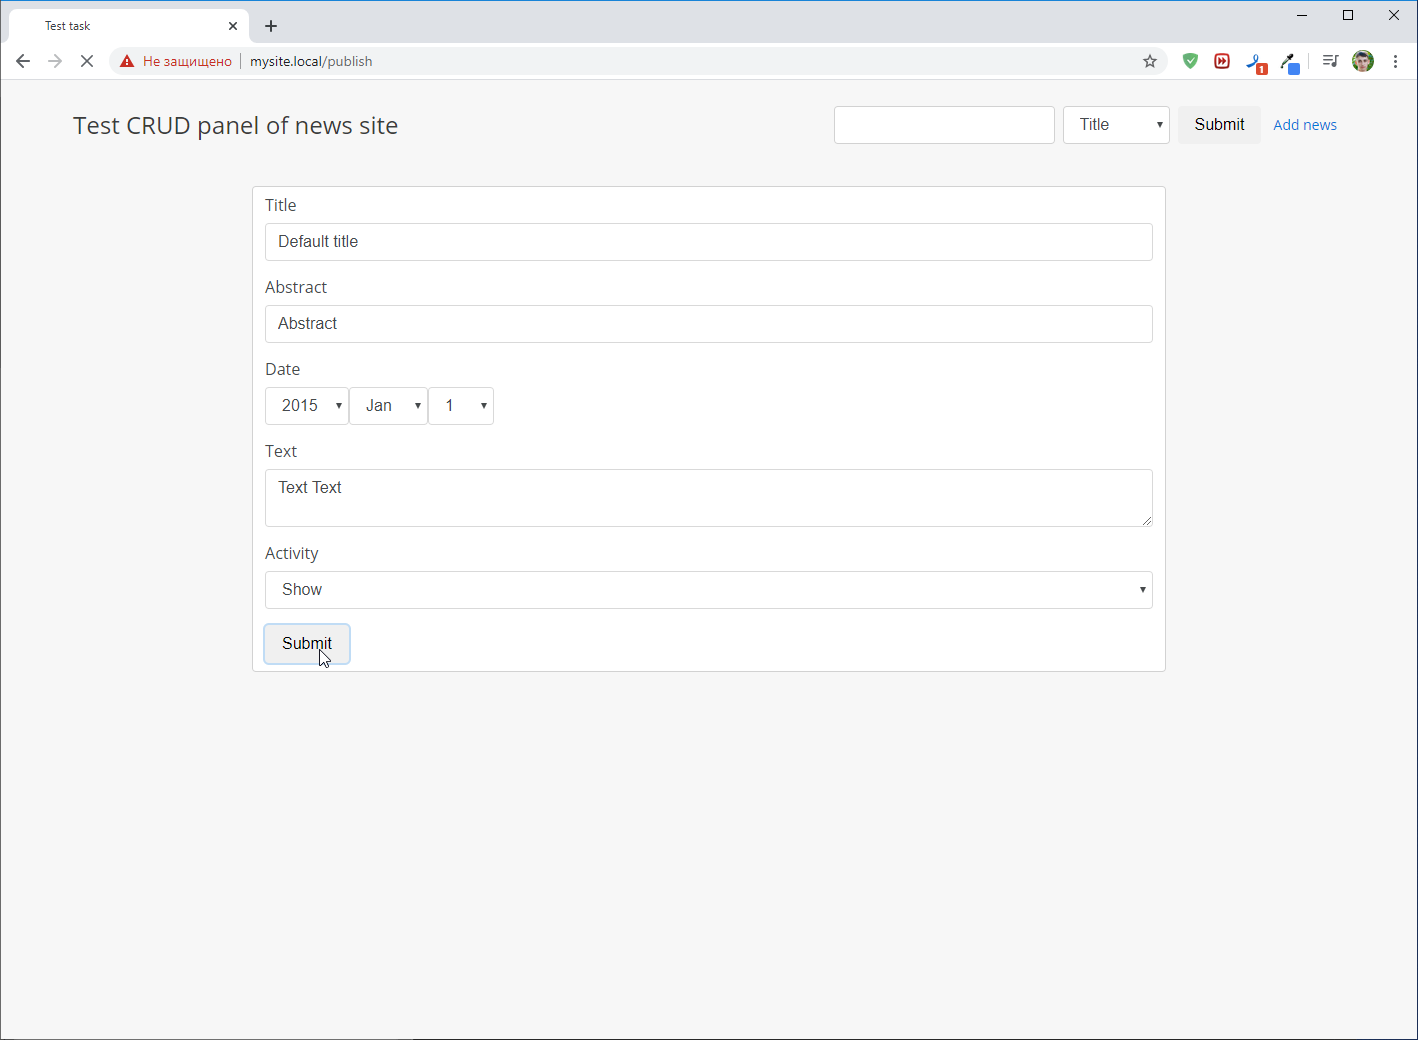 Test task
Не защищено mysite.local/publish
1
Test CRUD panel of news site
Title
Submit
Add news
Title
Default title
Abstract
Abstract
Date
2015 Jan 1
Text
Text Text
Activity
Show
Submit